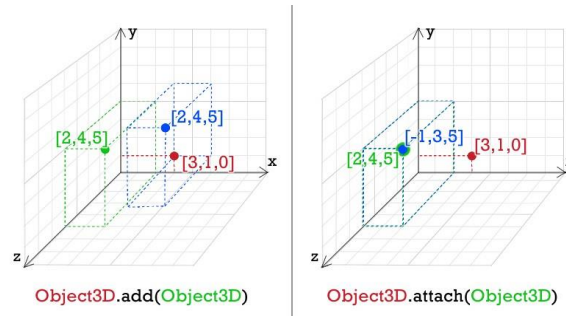 y
[2,4,5]
[2,4,5]
[3,1,0]
x
z
Object3D.add(Object3D)
y
[-1,3,5]
[2,4,5]
[3,1,0]
z
Object3D.attach(Object3D)